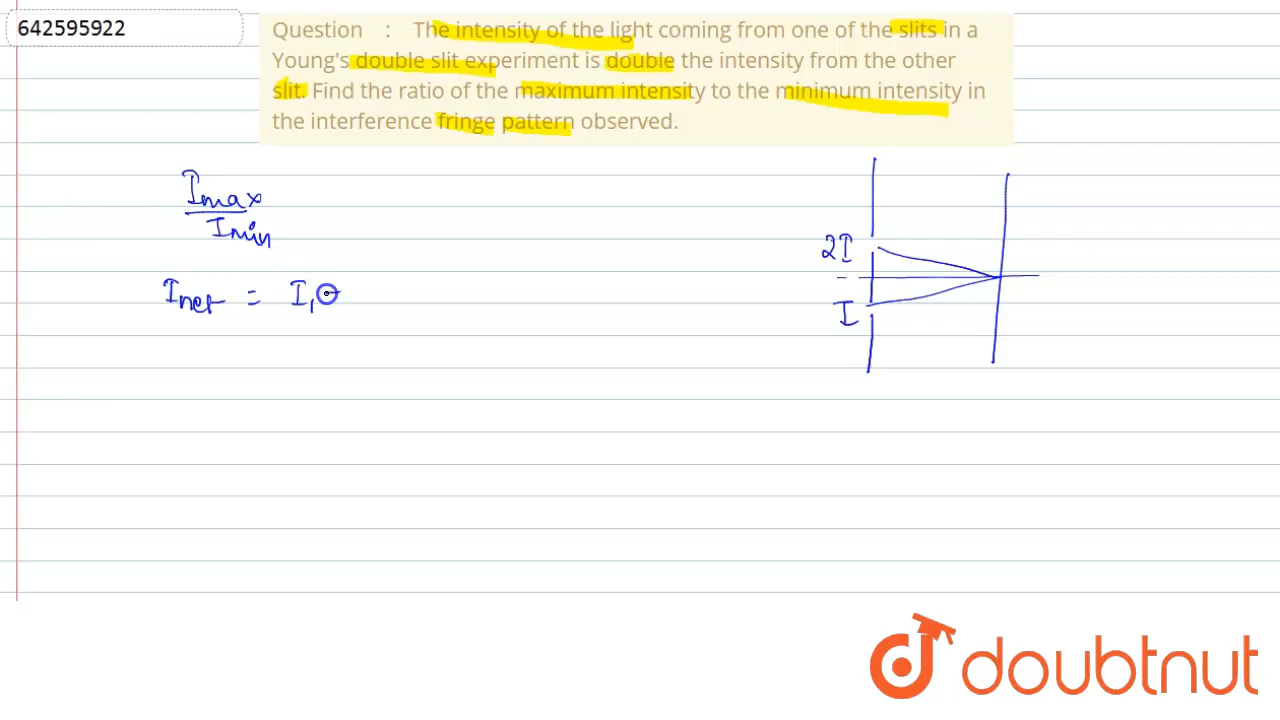 642595922
Question : The intensity of the light coming from one of the slits in a
Young's double slit experiment is double the intensity from the other
slit. Find the ratio of the maximum intensity to the minimum intensity in
the interference fringe pattern observed.
Imax
Imin
2I
I
Inet = I,
doubtnut